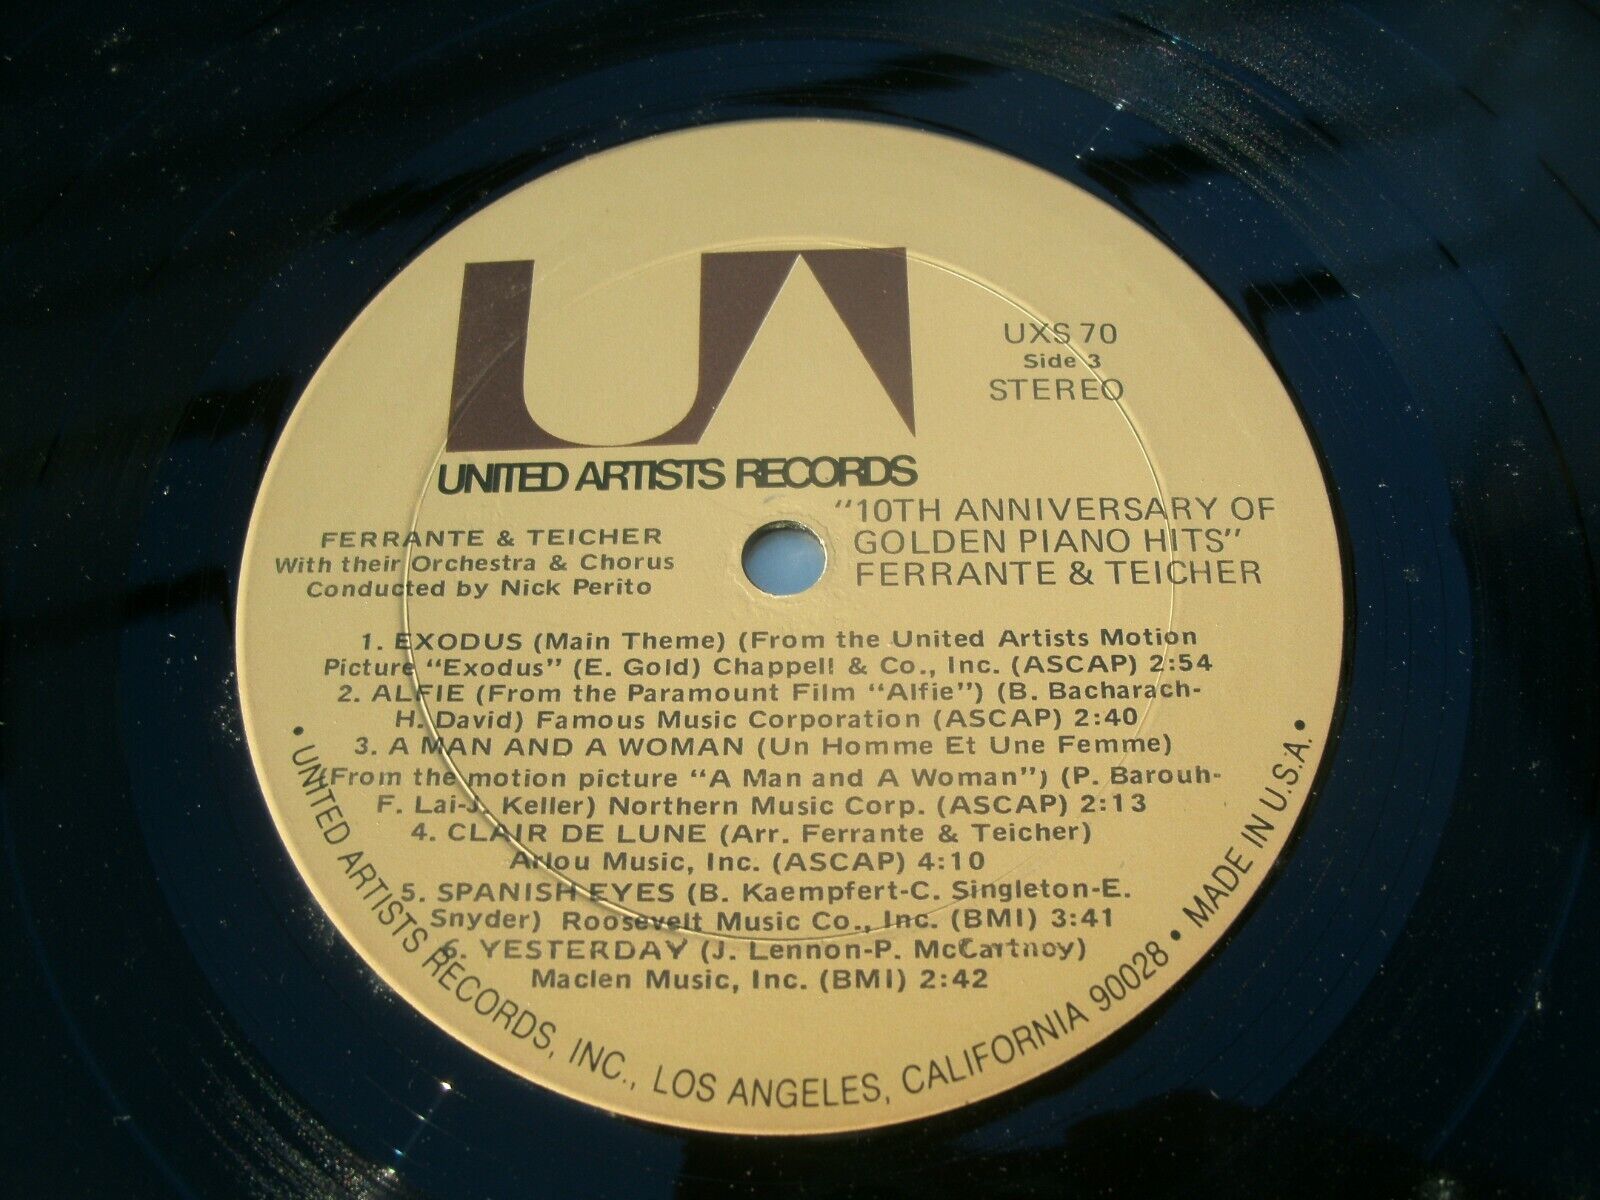 UA
UNITED ARTISTS RECORDS
UXS 70
Side 3
STEREO
"10TH ANNIVERSARY OF
GOLDEN PIANO HITS"
FERRANTE & TEICHER
FERRANTE & TEICHER
With their Orchestra & Chorus
Conducted by Nick Perito
1. EXODUS (Main Theme) (From the United Artists Motion
Picture "Exodus" (E. Gold) Chappell & Co., Inc. (ASCAP) 2:54
2. ALFIE (From the Paramount Film "Alfie") (B. Bacharach-
H. David) Famous Music Corporation (ASCAP) 2:40
3. A MAN AND A WOMAN (Un Homme Et Une Femme)
(From the motion picture "A Man and A Woman") (P. Barouh-
F. Lai-J. Keller) Northern Music Corp. (ASCAP) 2:13
4. CLAIR DE LUNE (Arr. Ferrante & Teicher)
Arlou Music, Inc. (ASCAP) 4:10
5. SPANISH EYES (B. Kaempfert-C. Singleton-E.
Snyder) Roosevelt Music Co., Inc. (BMI) 3:41
6. YESTERDAY (J. Lennon-P. McCartney)
Maclen Music, Inc. (BMI) 2:42
• UNITED ARTISTS RECORDS, INC., LOS ANGELES, CALIFORNIA 90028 • MADE IN U.S.A. •